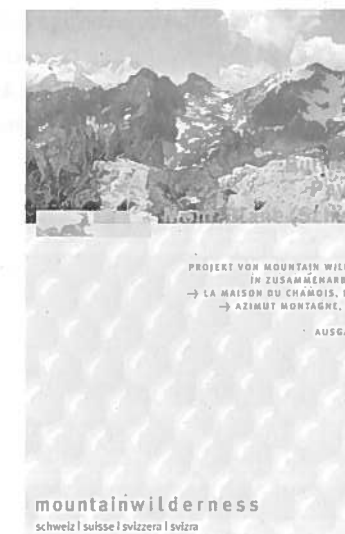 PROJEKT VON MOUNTAIN WIL
IN ZUSAMMENARB
→ LA MAISON DU CHAMOIS,
→ AZIMUT MONTAGNE,
AUSGA
mountainwilderness
schweiz | suisse | svizzera | svizra